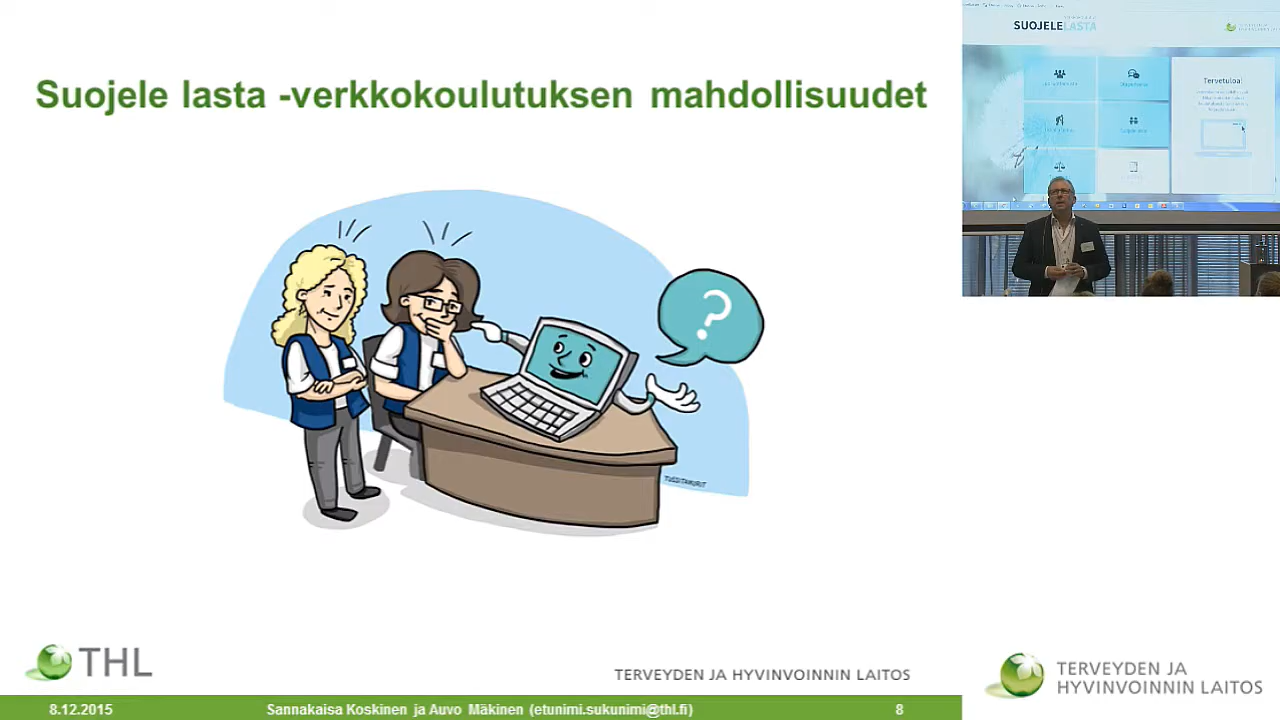 Suojele lasta -verkkokoulutuksen mahdollisuudet
SUOJELELASTA
Tervetuloa!
?
THL
TERVEYDEN JA HYVINVOINNIN LAITOS
8.12.2015
Sannakaisa Koskinen ja Auvo Mäkinen (etunimi.sukunimi@thl.fi)
8
TERVEYDEN JA
HYVINVOINNIN LAITOS